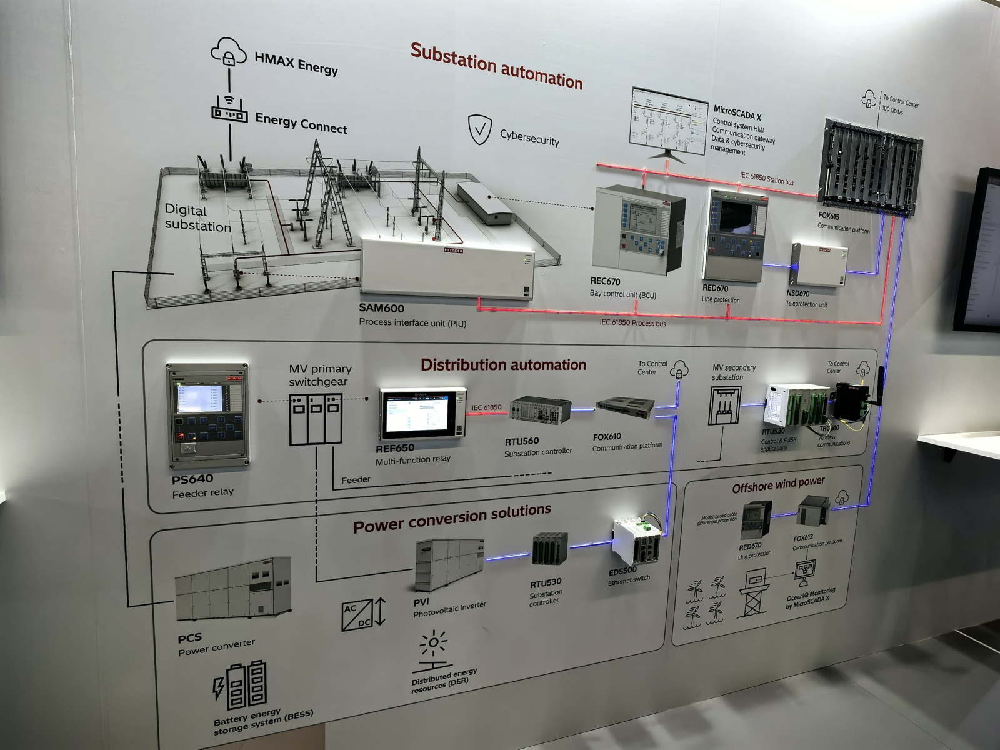 HMAX Energy
Energy Connect
Substation automation
Cybersecurity
Digital
substation
MicroSCADA X
Control system HMI
Communication gateway
Data & cybersecurity
management
To Control Center
100 Gbit/s
IEC 61850 Station bus
FOX615
Communication platform
HITACHI
SAM600
Process interface unit (PIU)
REC670
Bay control unit (BCU)
RED670
Line protection
HITACHI
NSD670
Teleprotection unit
IEC 61850 Process bus
Distribution automation
HITACHI
PS640
Feeder relay
MV primary
switchgear
HITACHI
REF650
Multi-function relay
Feeder
IEC 61850
RTU560
Substation controller
FOX610
Communication platform
To Control
Center
MV secondary
substation
To Control
Center
RTU530
Control & FLISR
applications
Wireless
communications
Power conversion solutions
PCS
Power converter
AC
DC
PVI
Photovoltaic inverter
RTU530
Substation
controller
EDS500
Ethernet switch
Battery energy
storage system (BESS)
Distributed energy
resources (DER)
Offshore wind power
Model-based cable
differential protection
RED670
Line protection
FOX612
Communication platform
OceaniQ Monitoring
by MicroSCADA X